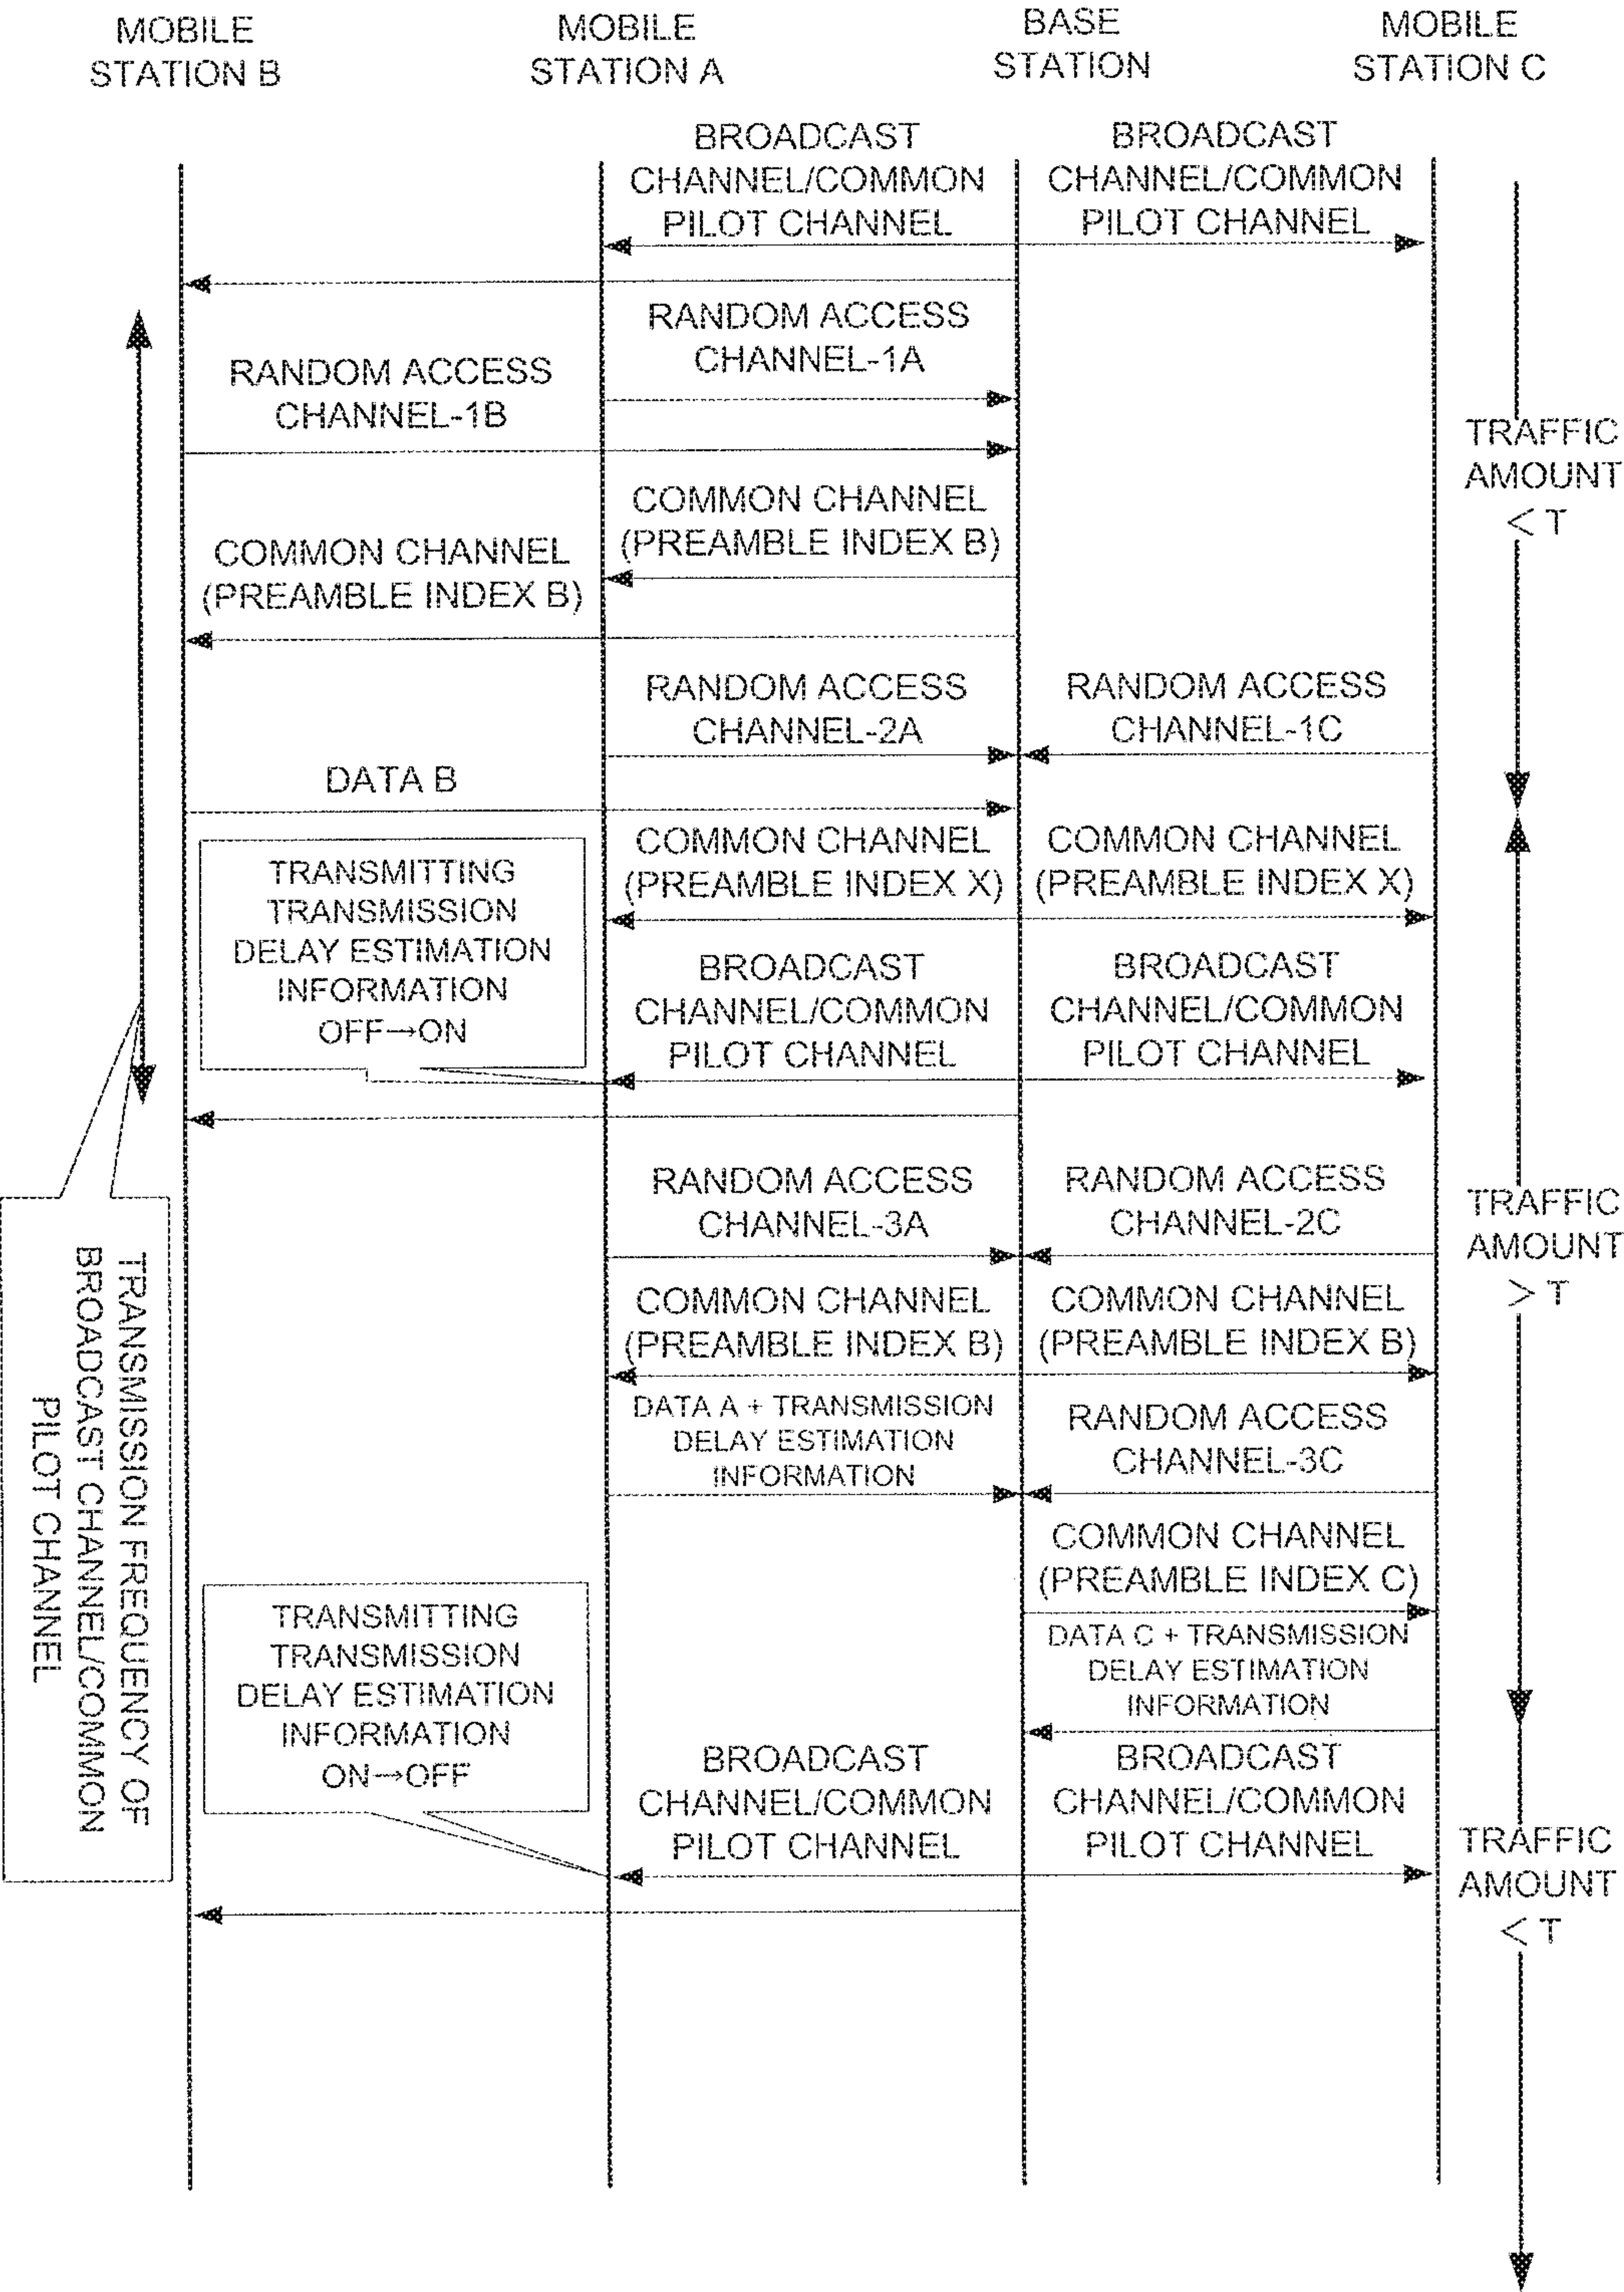 MOBILE
STATION B
MOBILE
STATION A
BASE
STATION
MOBILE
STATION C
BROADCAST
CHANNEL/COMMON
PILOT CHANNEL
BROADCAST
CHANNEL/COMMON
PILOT CHANNEL
RANDOM ACCESS
CHANNEL-1A
RANDOM ACCESS
CHANNEL-1B
TRAFFIC
AMOUNT
< T
COMMON CHANNEL
(PREAMBLE INDEX B)
COMMON CHANNEL
(PREAMBLE INDEX B)
RANDOM ACCESS
CHANNEL-2A
RANDOM ACCESS
CHANNEL-1C
DATA B
COMMON CHANNEL
(PREAMBLE INDEX X)
COMMON CHANNEL
(PREAMBLE INDEX X)
TRANSMITTING
TRANSMISSION
DELAY ESTIMATION
INFORMATION
OFF→ON
BROADCAST
CHANNEL/COMMON
PILOT CHANNEL
BROADCAST
CHANNEL/COMMON
PILOT CHANNEL
RANDOM ACCESS
CHANNEL-3A
RANDOM ACCESS
CHANNEL-2C
TRAFFIC
AMOUNT
> T
TRANSMISSION FREQUENCY OF
BROADCAST CHANNEL/COMMON
PILOT CHANNEL
COMMON CHANNEL
(PREAMBLE INDEX B)
COMMON CHANNEL
(PREAMBLE INDEX B)
DATA A + TRANSMISSION
DELAY ESTIMATION
INFORMATION
RANDOM ACCESS
CHANNEL-3C
COMMON CHANNEL
(PREAMBLE INDEX C)
DATA C + TRANSMISSION
DELAY ESTIMATION
INFORMATION
TRANSMITTING
TRANSMISSION
DELAY ESTIMATION
INFORMATION
ON→OFF
BROADCAST
CHANNEL/COMMON
PILOT CHANNEL
BROADCAST
CHANNEL/COMMON
PILOT CHANNEL
TRAFFIC
AMOUNT
< T